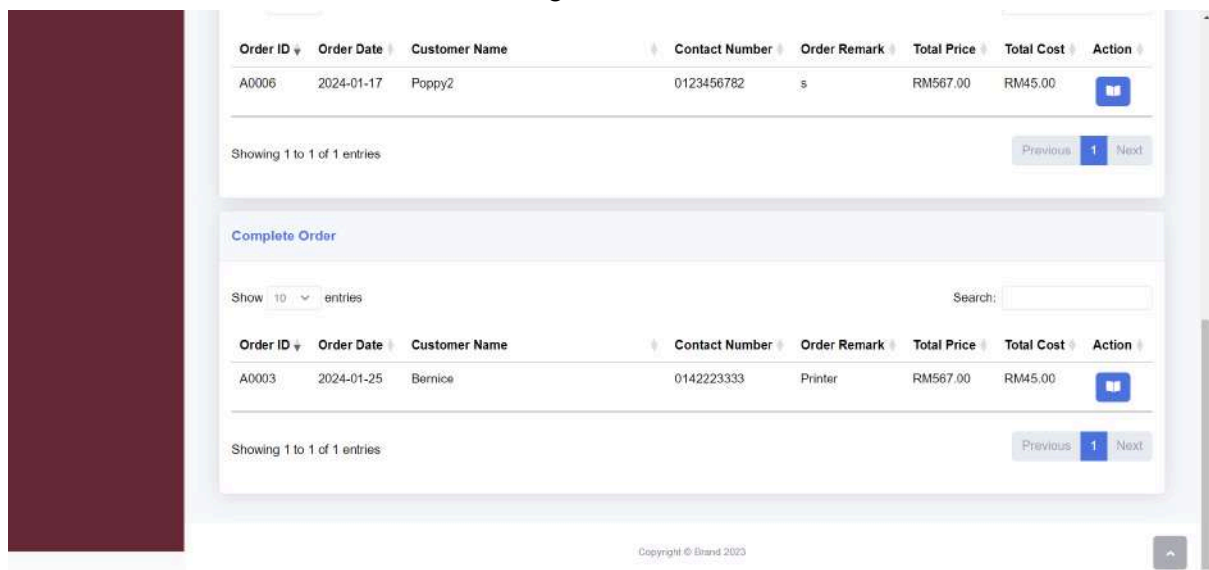 Order ID Order Date Customer Name Contact Number Order Remark Total Price Total Cost Action
A0006 2024-01-17 Poppy2 0123456782 s RM567.00 RM45.00
Showing 1 to 1 of 1 entries Previous 1 Next
Complete Order
Show 10 entries Search:
Order ID Order Date Customer Name Contact Number Order Remark Total Price Total Cost Action
A0003 2024-01-25 Bernice 0142223333 Printer RM567.00 RM45.00
Showing 1 to 1 of 1 entries Previous 1 Next
Copyright © Brand 2023